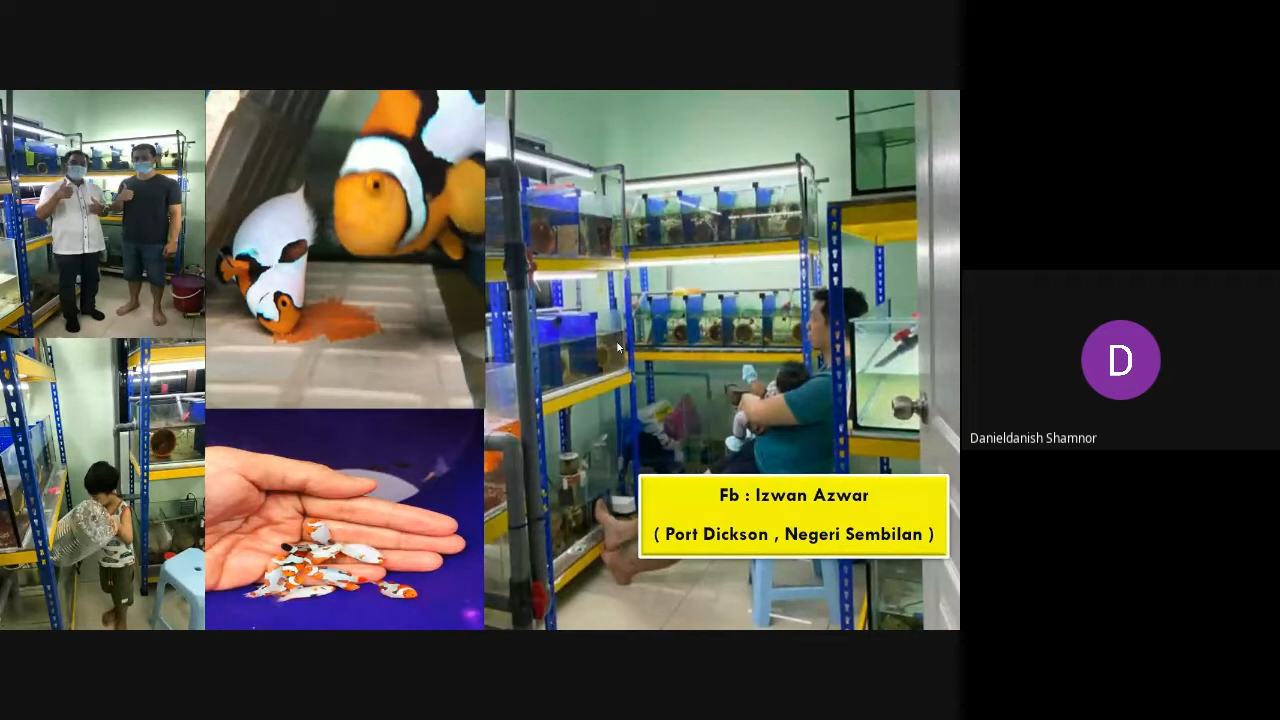 Fb : Izwan Azwar
( Port Dickson , Negeri Sembilan )
D
Danieldanish Shamnor